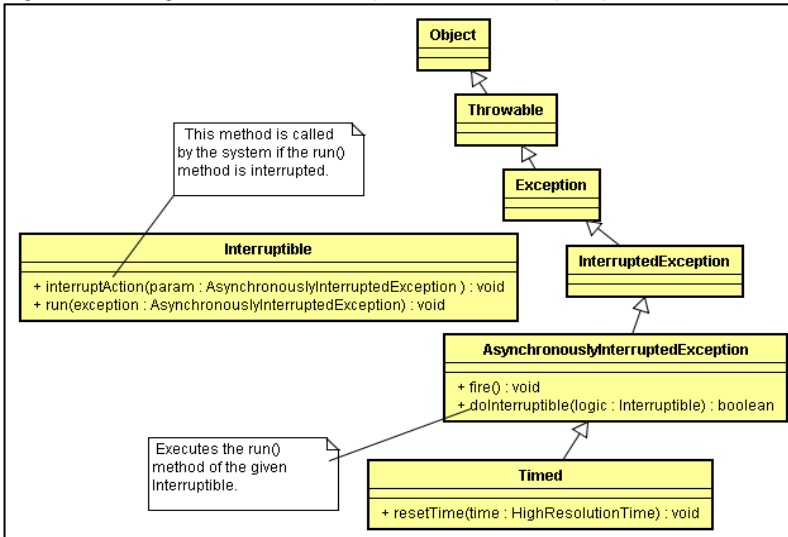 Object
Throwable
This method is called
by the system if the run()
method is interrupted.
Exception
Interruptible
+ interruptAction(param : AsynchronouslyInterruptedException ) : void
+ run(exception : AsynchronouslyInterruptedException) : void
InterruptedException
AsynchronouslyInterruptedException
+ fire() : void
+ doInterruptible(logic : Interruptible) : boolean
Executes the run()
method of the given
Interruptible.
Timed
+ resetTime(time : HighResolutionTime) : void